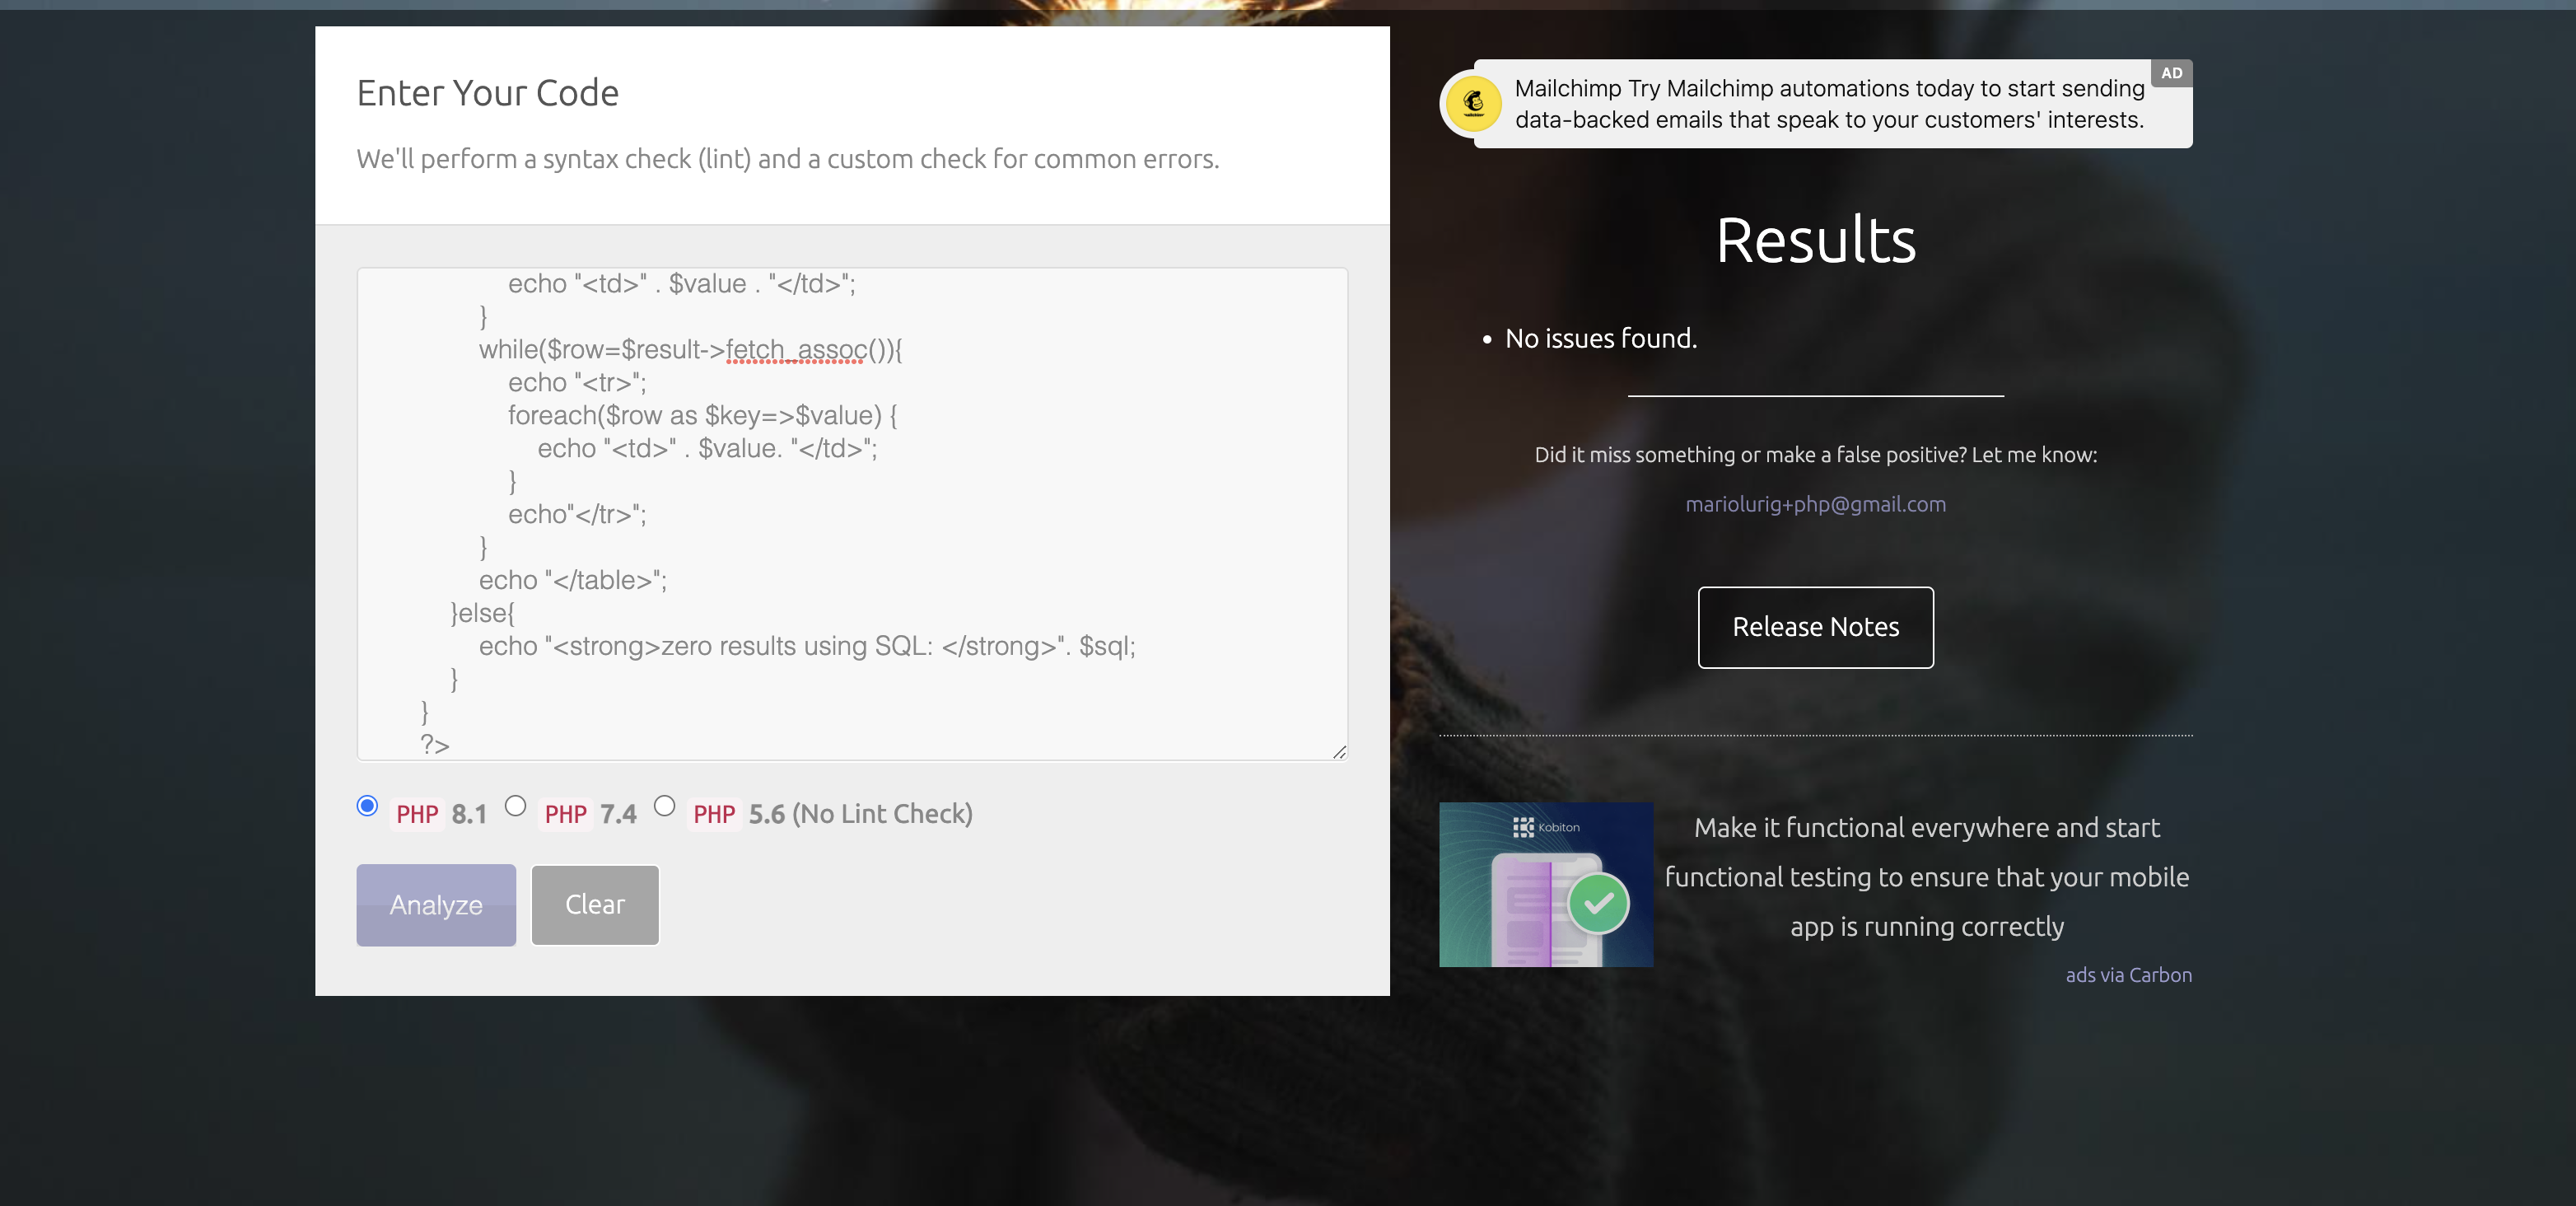 Enter Your Code
We'll perform a syntax check (lint) and a custom check for common errors.
echo "<td>" . $value . "</td>";
}
while($row=$result->fetch_assoc()){
echo "<tr>";
foreach($row as $key=>$value) {
echo "<td>" . $value. "</td>";
}
echo"</tr>";
}
echo "</table>";
}else{
echo "<strong>zero results using SQL: </strong>". $sql;
}
}
?>
PHP 8.1 PHP 7.4 PHP 5.6 (No Lint Check)
Analyze Clear
AD
Mailchimp Try Mailchimp automations today to start sending
data-backed emails that speak to your customers' interests.
Results
• No issues found.
Did it miss something or make a false positive? Let me know:
mariolurig+php@gmail.com
Release Notes
Kobiton
Make it functional everywhere and start
functional testing to ensure that your mobile
app is running correctly
ads via Carbon